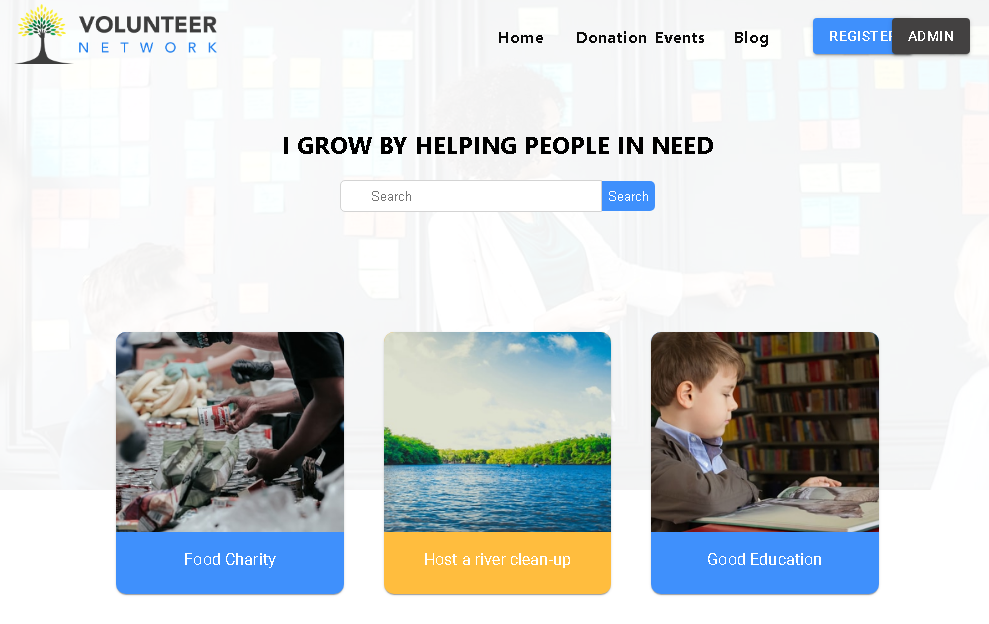 VOLUNTEER
NETWORK
Home Donation Events Blog
REGISTER ADMIN
I GROW BY HELPING PEOPLE IN NEED
Search Search
Food Charity Host a river clean-up Good Education